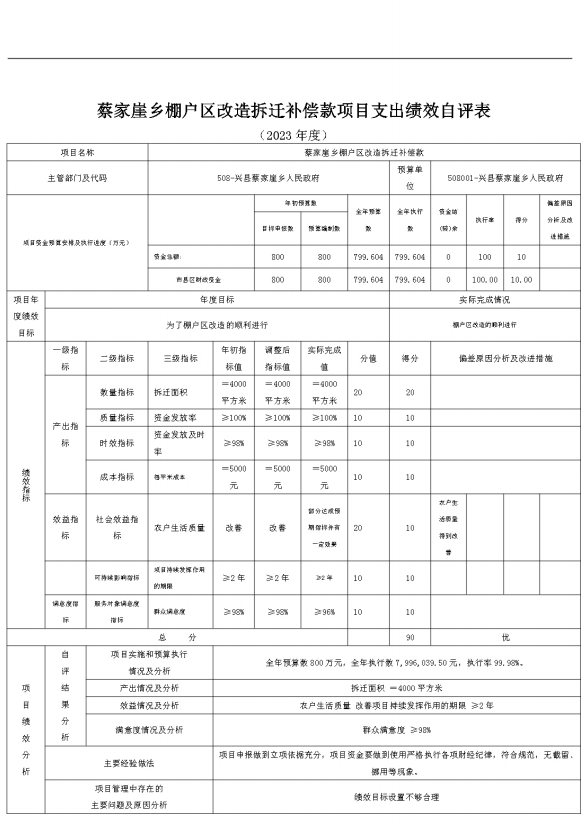 蔡家崖乡棚户区改造拆迁补偿款项目支出绩效自评表
（2023 年度）
项目名称 蔡家崖乡棚户区改造拆迁补偿款
主管部门及代码 508-兴县蔡家崖乡人民政府 预算单位 508001-兴县蔡家崖乡人民政府
项目资金预算安排及执行进度（万元） 年初预算数 全年预算数 全年执行数 资金结(转)余 执行率 得分 偏差原因分析及改进措施
目标申报数 预算编制数
资金总额: 800 800 799.604 799.604 0 100 10
市县区财政资金 800 800 799.604 799.604 0 100.00 10.00
项目年度绩效目标 年度目标 实际完成情况
为了棚户区改造的顺利进行 棚户区改造的顺利进行
绩效指标 一级指标 二级指标 三级指标 年初指标值 调整后指标值 实际完成值 分值 得分 偏差原因分析及改进措施
产出指标 数量指标 拆迁面积 ＝4000平方米 ＝4000平方米 ＝4000平方米 20 20
质量指标 资金发放率 ≥100% ≥100% ≥100% 10 10
时效指标 资金发放及时率 ≥98% ≥98% ≥98% 10 10
成本指标 每平米成本 ＝5000元 ＝5000元 ＝5000元 10 10
效益指标 社会效益指标 农户生活质量 改善 改善 部分达成预期指标并有一定效果 20 10 农户生活质量得到改善
可持续影响指标 项目持续发挥作用的期限 ≥2年 ≥2年 ≥2年 10 10
满意度指标 服务对象满意度指标 群众满意度 ≥98% ≥98% ≥96% 10 10
总 分 90 优
项目绩效分析 自评结果分析 项目实施和预算执行情况及分析 全年预算数 800 万元，全年执行数 7,996,039.50 元，执行率 99.98%。
产出情况及分析 拆迁面积 ＝4000 平方米
效益情况及分析 农户生活质量 改善项目持续发挥作用的期限 ≥2 年
满意度情况及分析 群众满意度 ≥98%
主要经验做法 项目申报做到立项依据充分，项目资金要做到使用严格执行各项财经纪律，符合规范，无截留、挪用等现象。
项目管理中存在的主要问题及原因分析 绩效目标设置不够合理